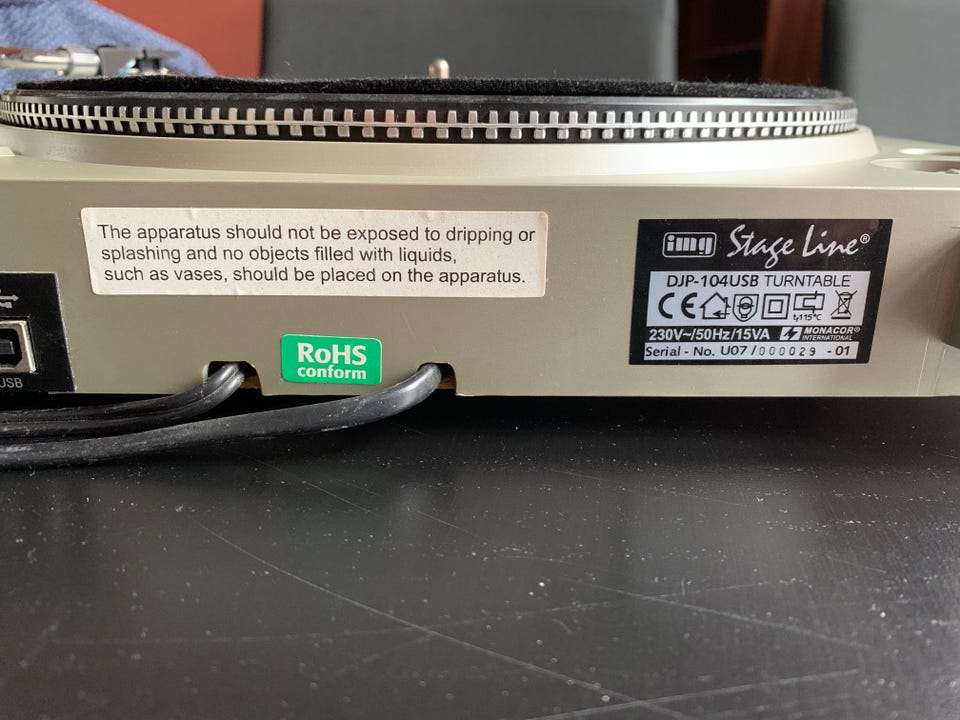 The apparatus should not be exposed to dripping or
splashing and no objects filled with liquids,
such as vases, should be placed on the apparatus.
USB
RoHS
conform
img Stage Line®
DJP-104USB TURNTABLE
CE
tf115°C
230V~/50Hz/15VA MONACOR®
INTERNATIONAL
Serial - No. U07/000029 - 01